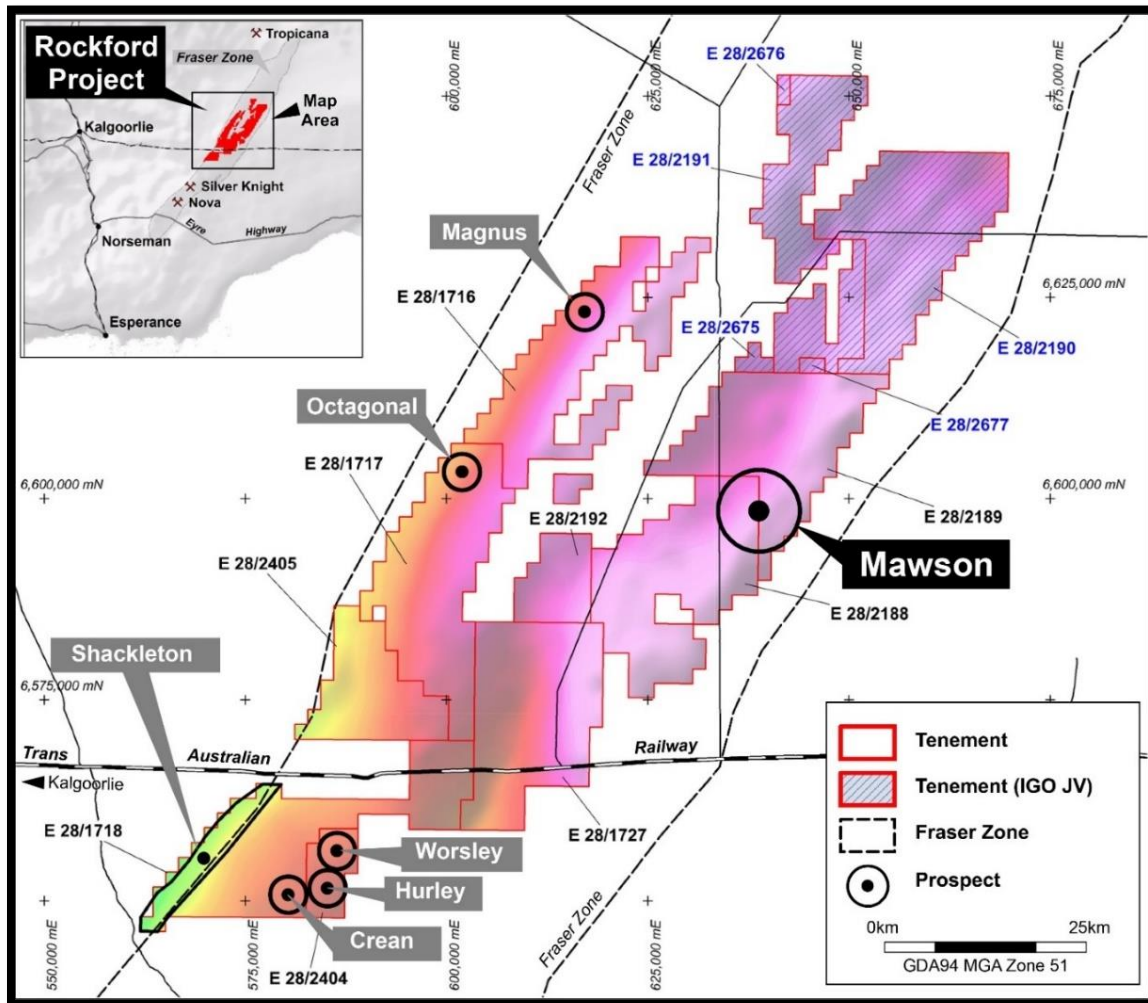 Tropicana
Fraser Zone
Rockford
Project
Map
Area
Kalgoorlie
Silver Knight
Nova
Norseman
Eyre
Highway
Esperance
600,000 mE
625,000 mE
650,000 mE
675,000 mE
E 28/2676
Fraser Zone
E 28/2191
Magnus
E 28/1716
6,625,000 mN
E 28/2675
E 28/2190
Octagonal
E 28/2677
E 28/1717
6,600,000 mN
6,600,000 mN
E 28/2192
E 28/2189
E 28/2405
Mawson
E 28/2188
Shackleton
6,575,000 mN
Trans
Australian
Railway
Kalgoorlie
E 28/1718
E 28/1727
Worsley
Hurley
Crean
E 28/2404
550,000 mE
575,000 mE
600,000 mE
625,000 mE
Fraser Zone
Tenement
Tenement (IGO JV)
Fraser Zone
Prospect
0km
25km
GDA94 MGA Zone 51